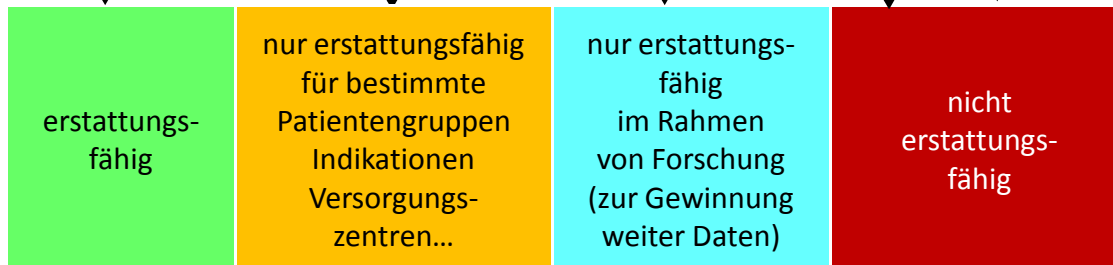 erstattungs-
fähig
nur erstattungsfähig
für bestimmte
Patientengruppen
Indikationen
Versorgungs-
zentren…
nur erstattungs-
fähig
im Rahmen
von Forschung
(zur Gewinnung
weiter Daten)
nicht
erstattungs-
fähig